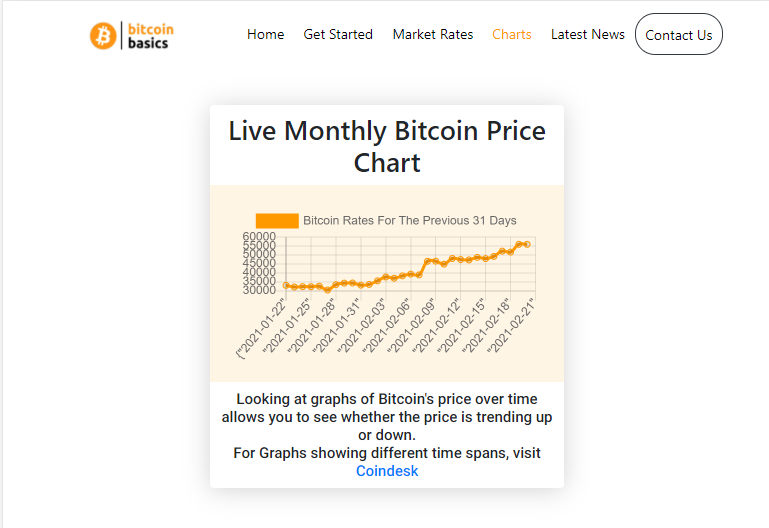 bitcoin
basics
Home Get Started Market Rates Charts Latest News Contact Us
Live Monthly Bitcoin Price
Chart
Bitcoin Rates For The Previous 31 Days
60000
55000
50000
45000
40000
35000
30000
{"2021-01-22" "2021-01-25" "2021-01-28" "2021-01-31" "2021-02-03" "2021-02-06" "2021-02-09" "2021-02-12" "2021-02-15" "2021-02-18" "2021-02-21"
Looking at graphs of Bitcoin's price over time
allows you to see whether the price is trending up
or down.
For Graphs showing different time spans, visit
Coindesk